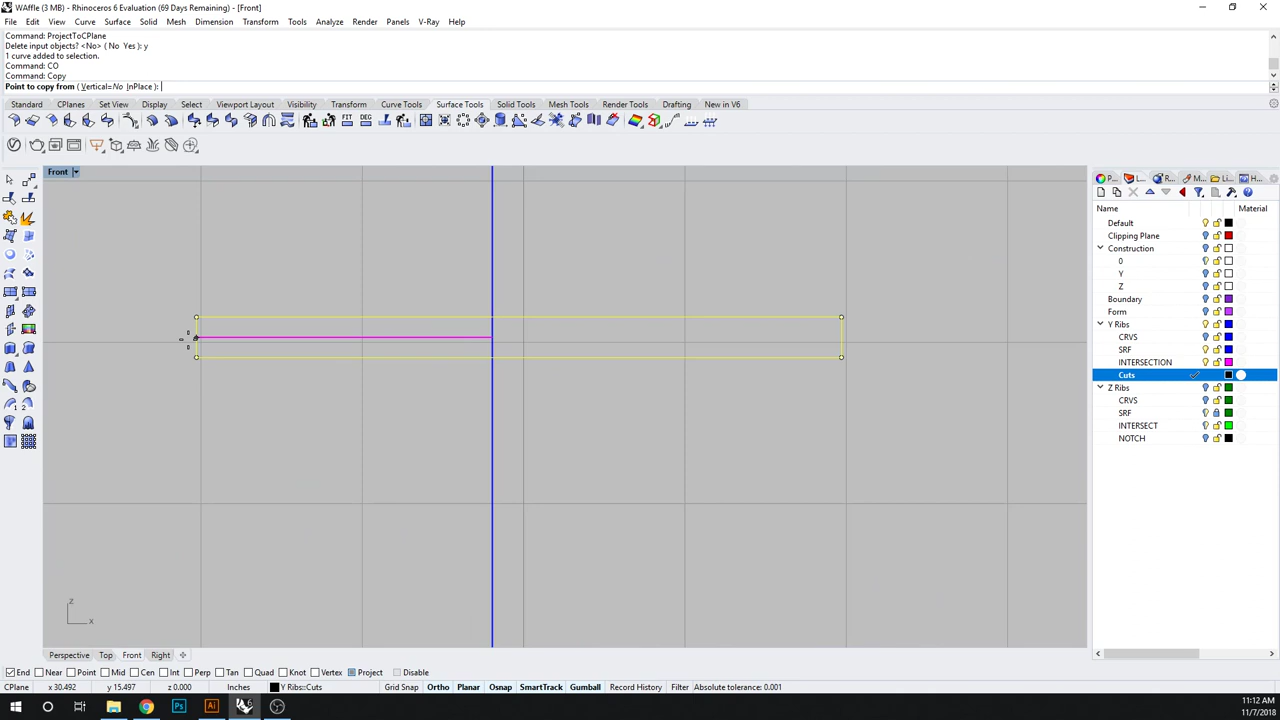 WAffle (3 MB) - Rhinoceros 6 Evaluation (69 Days Remaining) - [Front]
File Edit View Curve Surface Solid Mesh Dimension Transform Tools Analyze Render Panels V-Ray Help
Command: ProjectToCPlane
Delete input objects? <No> ( No Yes ): y
1 curve added to selection.
Command: CO
Command: Copy
Point to copy from ( Vertical=No InPlace ):
Standard CPlanes Set View Display Select Viewport Layout Visibility Transform Curve Tools Surface Tools Solid Tools Mesh Tools Render Tools Drafting New in V6
FIT DEG
Front
P... L... R... M... Li... H...
Name Material
Default
Clipping Plane
Construction
0
Y
Z
Boundary
Form
Y Ribs
CRVS
SRF
INTERSECTION
Cuts
Z Ribs
CRVS
SRF
INTERSECT
NOTCH
z
x
Perspective Top Front Right
End Near Point Mid Cen Int Perp Tan Quad Knot Vertex Project Disable
CPlane x 30.492 y 15.497 z 0.000 Inches Y Ribs::Cuts Grid Snap Ortho Planar Osnap SmartTrack Gumball Record History Filter Absolute tolerance: 0.001
Ps Ai
11:12 AM
11/7/2018